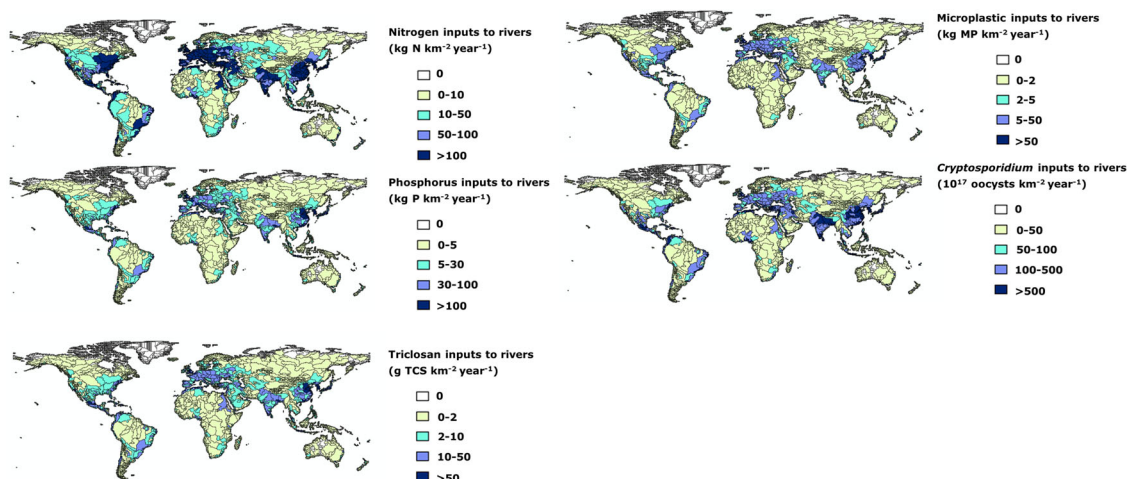 Nitrogen inputs to rivers
(kg N km-2 year-1)
0
0-10
10-50
50-100
>100
Phosphorus inputs to rivers
(kg P km-2 year-1)
0
0-5
5-30
30-100
>100
Triclosan inputs to rivers
(g TCS km-2 year-1)
0
0-2
2-10
10-50
>50
Microplastic inputs to rivers
(kg MP km-2 year-1)
0
0-2
2-5
5-50
>50
Cryptosporidium inputs to rivers
(10^17 oocysts km-2 year-1)
0
0-50
50-100
100-500
>500